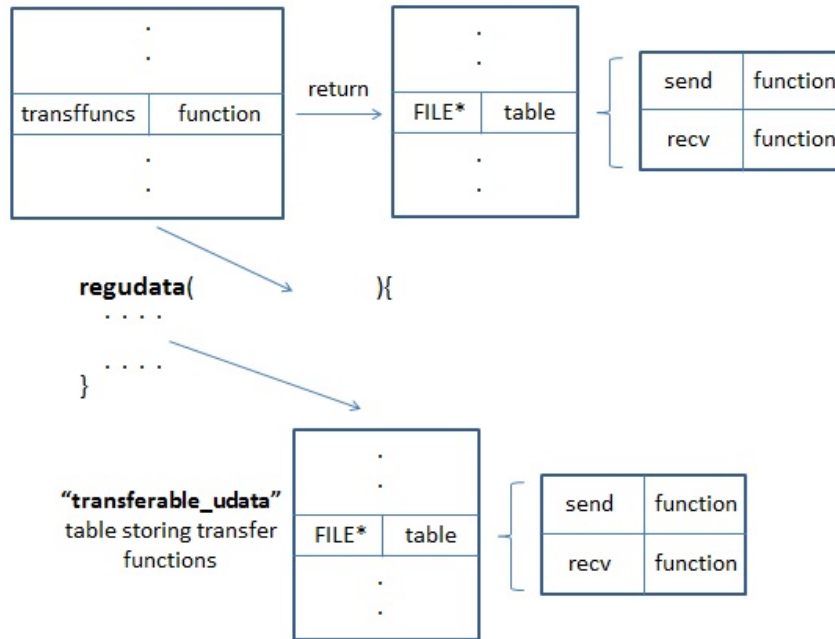 .
.
transffuncs function
.
.
return
.
.
FILE* table
.
.
send function
recv function
regudata( ){
. . . .
. . . .
}
“transferable_udata”
table storing transfer
functions
.
.
FILE* table
.
.
send function
recv function